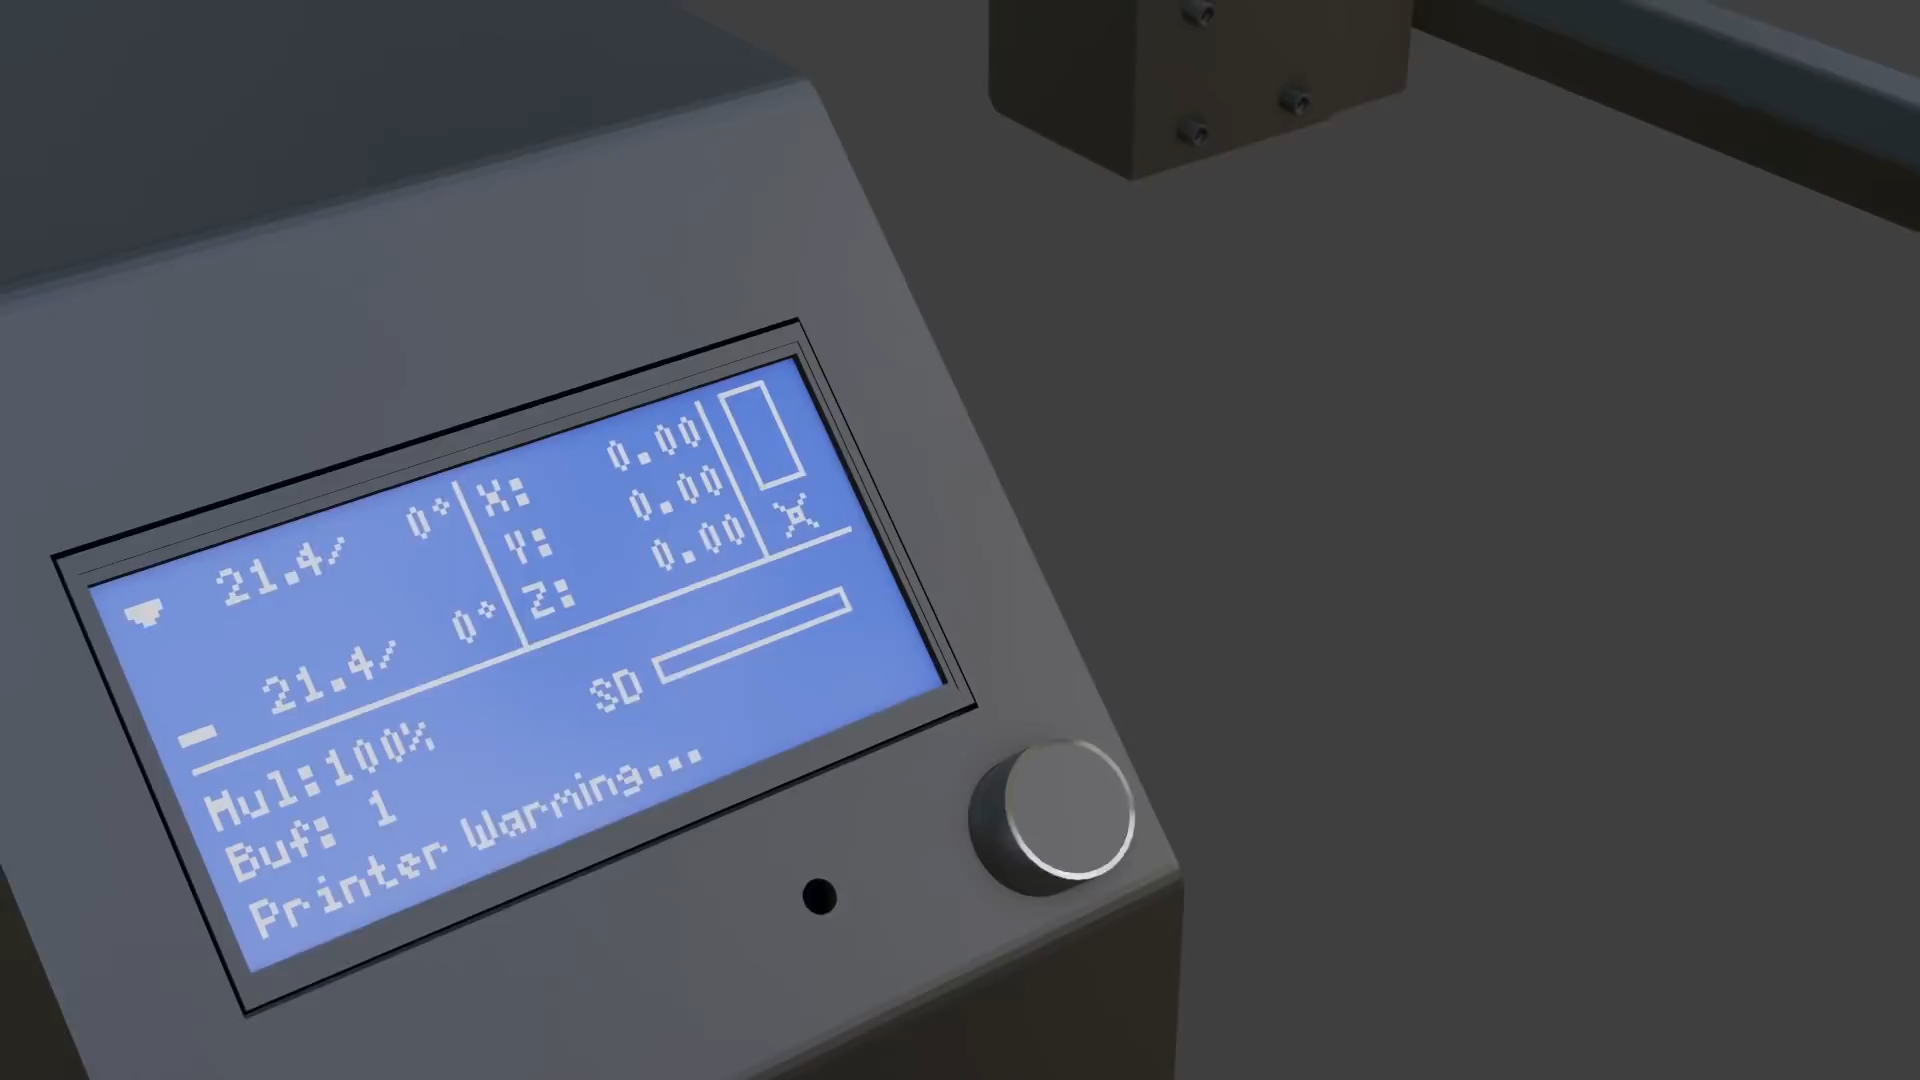 21.4/ 0°
X: 0.00
Y: 0.00
Z: 0.00
21.4/ 0°
SD
Mul:100%
Buf: 1
Printer Warming...